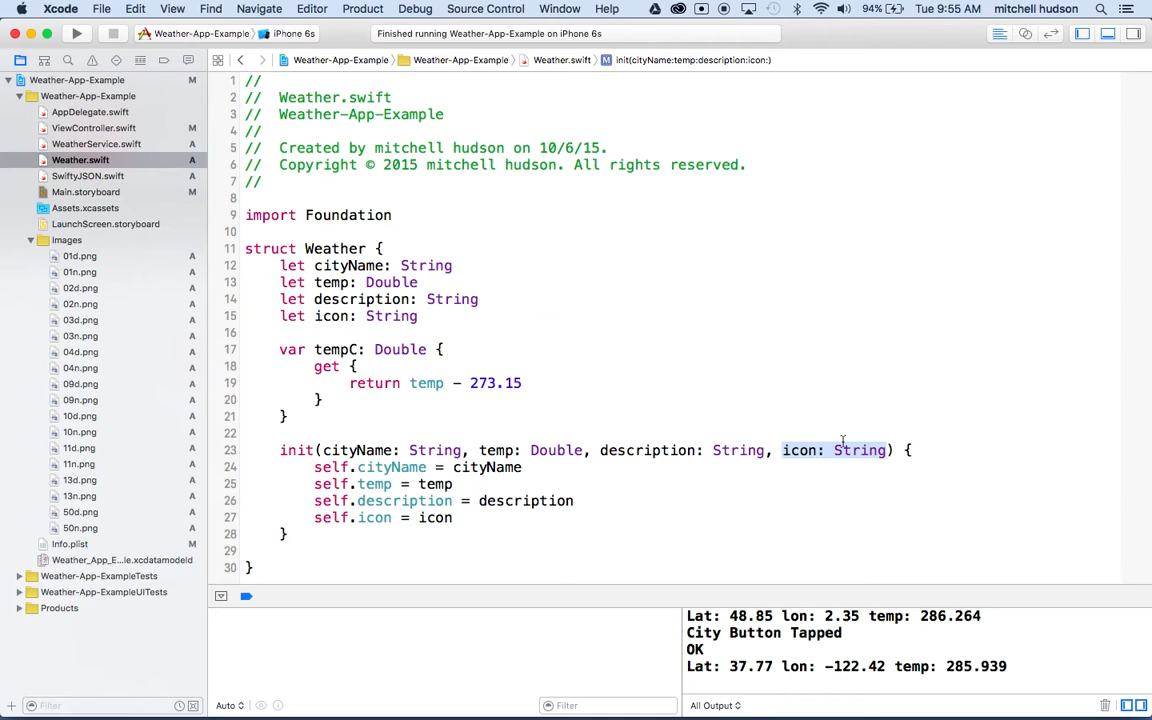 Xcode File Edit View Find Navigate Editor Product Debug Source Control Window Help 94% Tue 9:55 AM mitchell hudson
Weather-App-Example iPhone 6s Finished running Weather-App-Example on iPhone 6s
Weather-App-Example Weather-App-Example Weather.swift M init(cityName:temp:description:icon:)
Weather-App-Example M
Weather-App-Example
AppDelegate.swift
ViewController.swift M
WeatherService.swift A
Weather.swift A
SwiftyJSON.swift A
Main.storyboard M
Assets.xcassets
LaunchScreen.storyboard
Images
01d.png A
01n.png A
02d.png A
02n.png A
03d.png A
03n.png A
04d.png A
04n.png A
09d.png A
09n.png A
10d.png A
10n.png A
11d.png A
11n.png A
13d.png A
13n.png A
50d.png A
50n.png A
Info.plist M
Weather_App_E...le.xcdatamodeld
Weather-App-ExampleTests
Weather-App-ExampleUITests
Products
Filter
1 //
2 // Weather.swift
3 // Weather-App-Example
4 //
5 // Created by mitchell hudson on 10/6/15.
6 // Copyright © 2015 mitchell hudson. All rights reserved.
7 //
8
9 import Foundation
10
11 struct Weather {
12 let cityName: String
13 let temp: Double
14 let description: String
15 let icon: String
16
17 var tempC: Double {
18 get {
19 return temp - 273.15
20 }
21 }
22
23 init(cityName: String, temp: Double, description: String, icon: String) {
24 self.cityName = cityName
25 self.temp = temp
26 self.description = description
27 self.icon = icon
28 }
29
30 }
Lat: 48.85 lon: 2.35 temp: 286.264
City Button Tapped
OK
Lat: 37.77 lon: -122.42 temp: 285.939
Auto Filter All Output